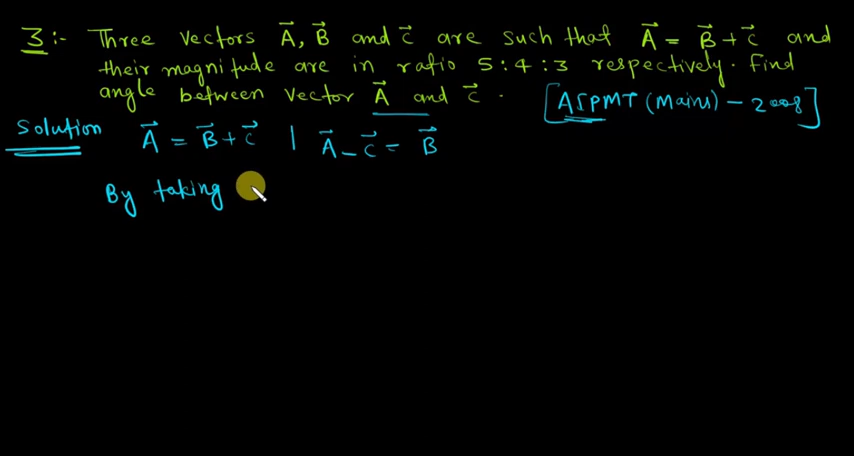 3:- Three vectors A⃗, B⃗ and C⃗ are such that A⃗ = B⃗ + C⃗ and
their magnitude are in ratio 5:4:3 respectively. Find
angle between vector A⃗ and C⃗ .
[AIPMT (Mains) - 2008]
Solution A⃗ = B⃗ + C⃗ | A⃗ - C⃗ = B⃗
By taking